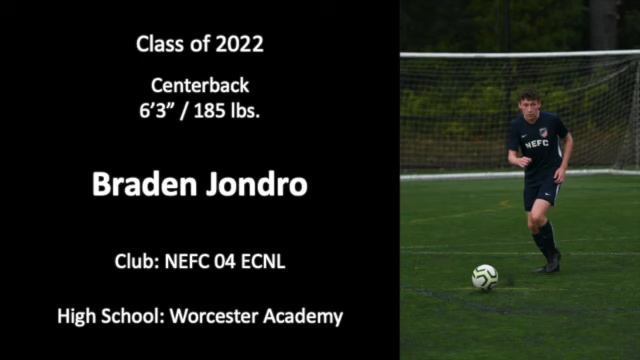 Class of 2022
Centerback
6’3” / 185 lbs.
Braden Jondro
Club: NEFC 04 ECNL
High School: Worcester Academy
NEFC